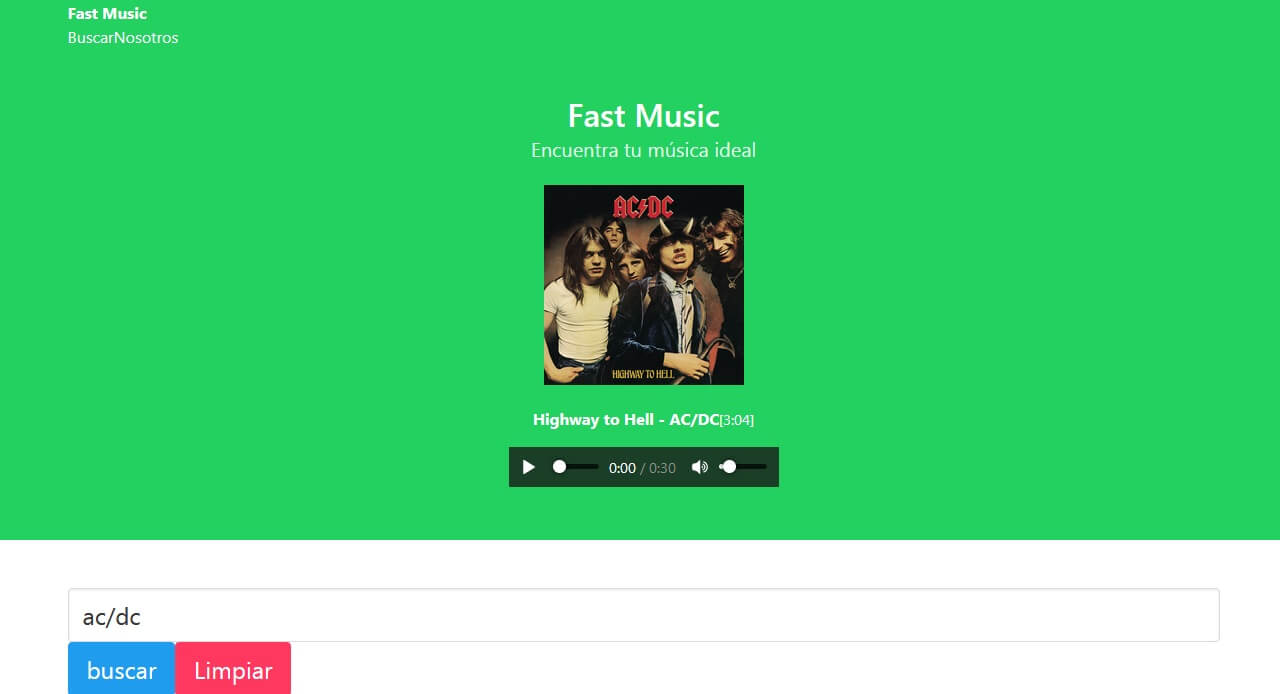 Fast Music
BuscarNosotros
Fast Music
Encuentra tu música ideal
AC/DC
HIGHWAY TO HELL
Highway to Hell - AC/DC[3:04]
0:00 / 0:30
ac/dc
buscar Limpiar